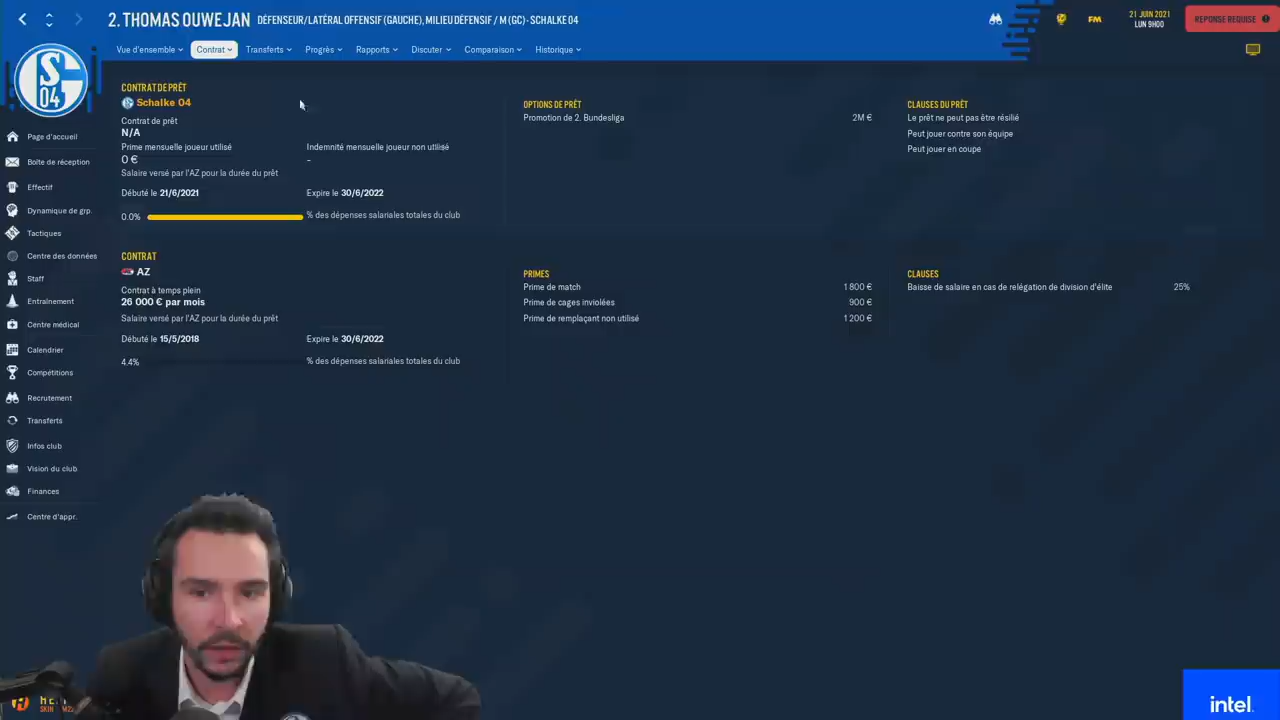 2. THOMAS OUWEJAN DÉFENSEUR/LATÉRAL OFFENSIF (GAUCHE), MILIEU DÉFENSIF / M (GC) - SCHALKE 04
FM
21 JUIN 2021
LUN 9H00
RÉPONSE REQUISE
Vue d'ensemble
Contrat
Transferts
Progrès
Rapports
Discuter
Comparaison
Historique
S
04
Page d'accueil
Boîte de réception
Effectif
Dynamique de grp.
Tactiques
Centre des données
Staff
Entraînement
Centre médical
Calendrier
Compétitions
Recrutement
Transferts
Infos club
Vision du club
Finances
Centre d'appr.
CONTRAT DE PRÊT
Schalke 04
Contrat de prêt
N/A
Prime mensuelle joueur utilisé
Indemnité mensuelle joueur non utilisé
0 €
-
Salaire versé par l'AZ pour la durée du prêt
Débuté le 21/6/2021
Expire le 30/6/2022
0.0%
% des dépenses salariales totales du club
OPTIONS DE PRÊT
Promotion de 2. Bundesliga
2M €
CLAUSES DU PRÊT
Le prêt ne peut pas être résilié
Peut jouer contre son équipe
Peut jouer en coupe
CONTRAT
AZ
Contrat à temps plein
26 000 € par mois
Salaire versé par l'AZ pour la durée du prêt
Débuté le 15/5/2018
Expire le 30/6/2022
4.4%
% des dépenses salariales totales du club
PRIMES
Prime de match
1 800 €
Prime de cages inviolées
900 €
Prime de remplaçant non utilisé
1 200 €
CLAUSES
Baisse de salaire en cas de relégation de division d'élite
25%
intel.